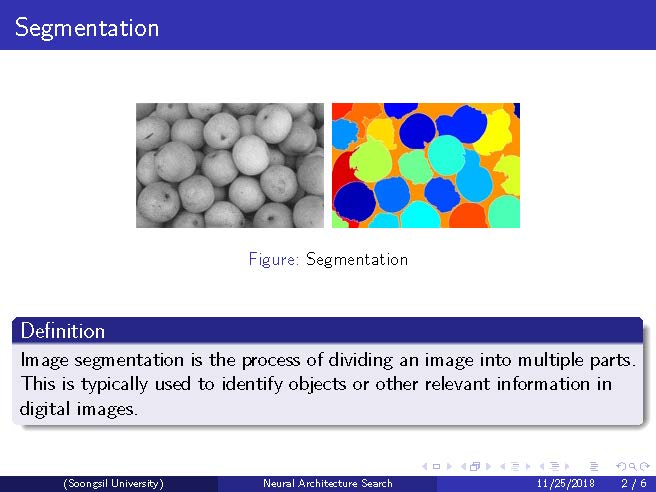 Segmentation
Figure: Segmentation
Definition
Image segmentation is the process of dividing an image into multiple parts.
This is typically used to identify objects or other relevant information in
digital images.
(Soongsil University) Neural Architecture Search 11/25/2018 2 / 6